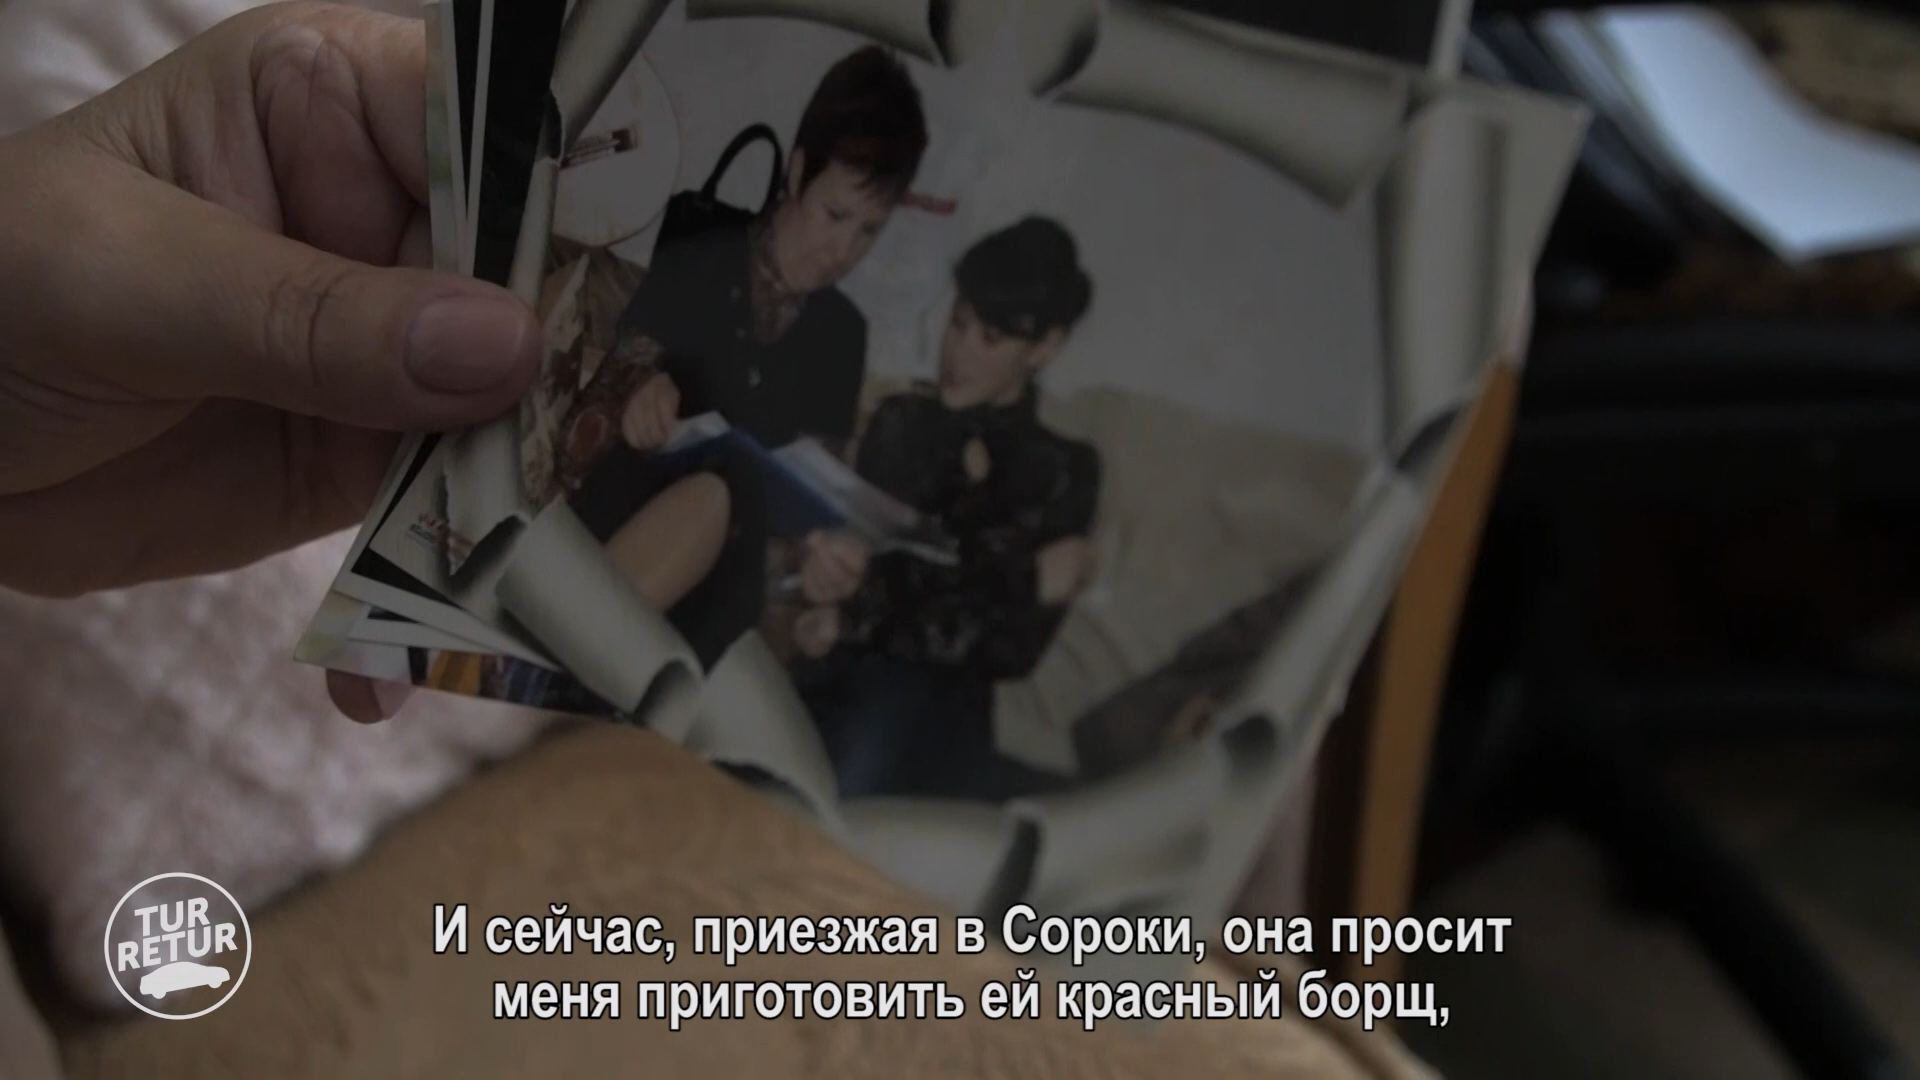 TUR
RETUR
И сейчас, приезжая в Сороки, она просит
меня приготовить ей красный борщ,